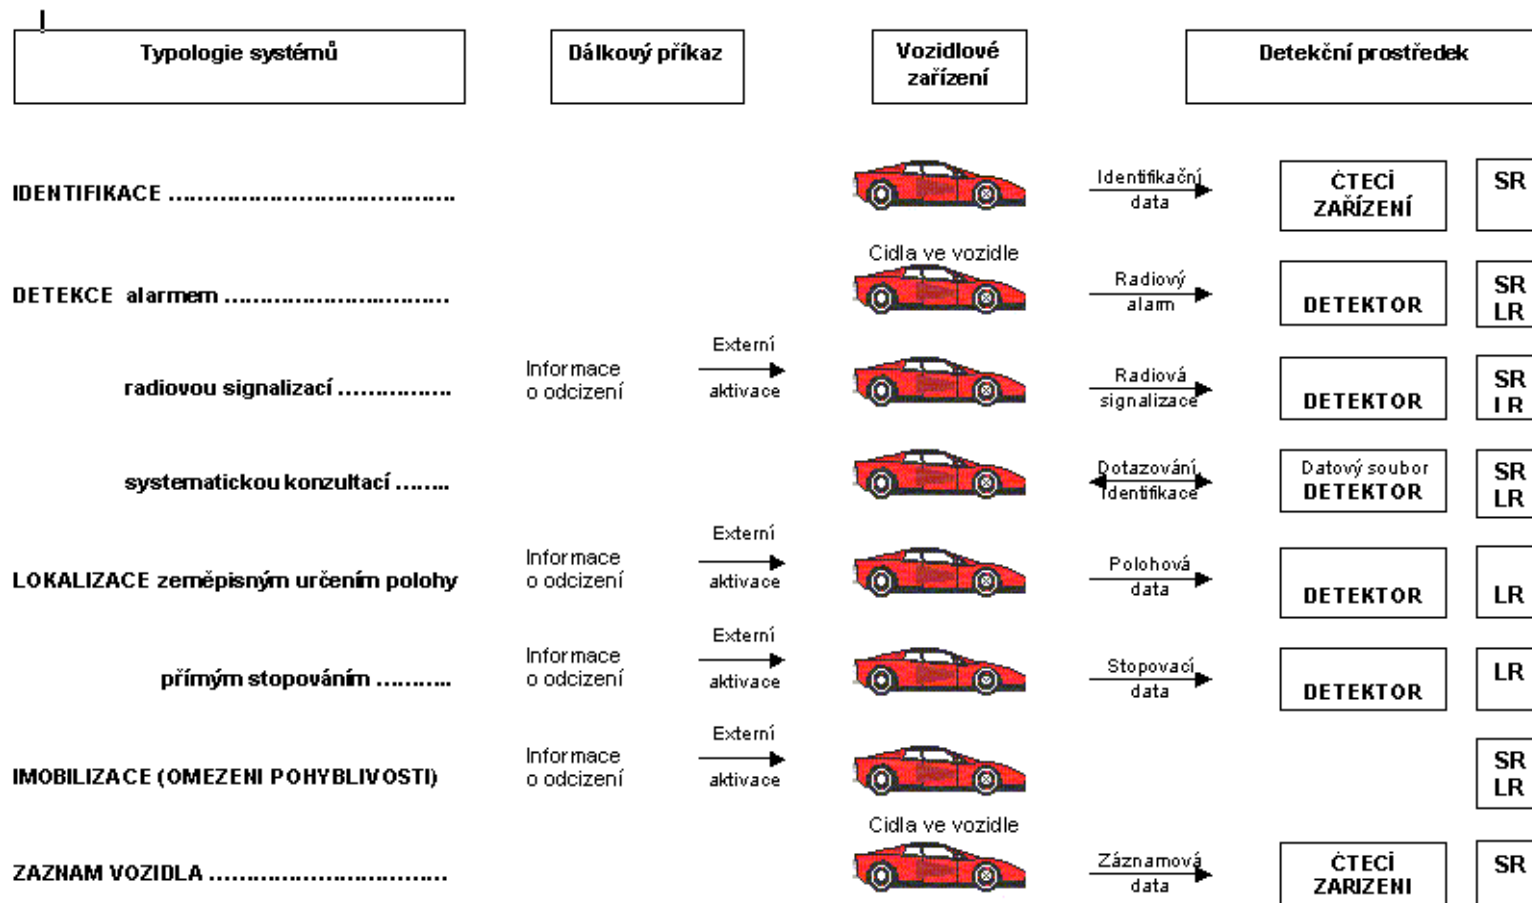 Typologie systémů
Dálkový příkaz
Vozidlové
zařízení
Detekční prostředek
IDENTIFIKACE ........................................
Identifikační
data
ČTECÍ
ZAŘÍZENÍ
SR
Cidla ve vozidle
DETEKCE alarmem ................................
Radiový
alarm
DETEKTOR
SR
LR
radiovou signalizací ................
Informace
o odcizení
Externí
aktivace
Radiová
signalizace
DETEKTOR
SR
LR
systematickou konzultací ........
Dotazování
Identifikace
Datový soubor
DETEKTOR
SR
LR
LOKALIZACE zeměpisným určením polohy
Informace
o odcizení
Externí
aktivace
Polohová
data
DETEKTOR
LR
přímým stopováním ...........
Informace
o odcizení
Externí
aktivace
Stopovací
data
DETEKTOR
LR
IMOBILIZACE (OMEZENI POHYBLIVOSTI)
Informace
o odcizení
Externí
aktivace
SR
LR
Cidla ve vozidle
ZAZNAM VOZIDLA .................................
Záznamová
data
ČTECÍ
ZARIZENI
SR